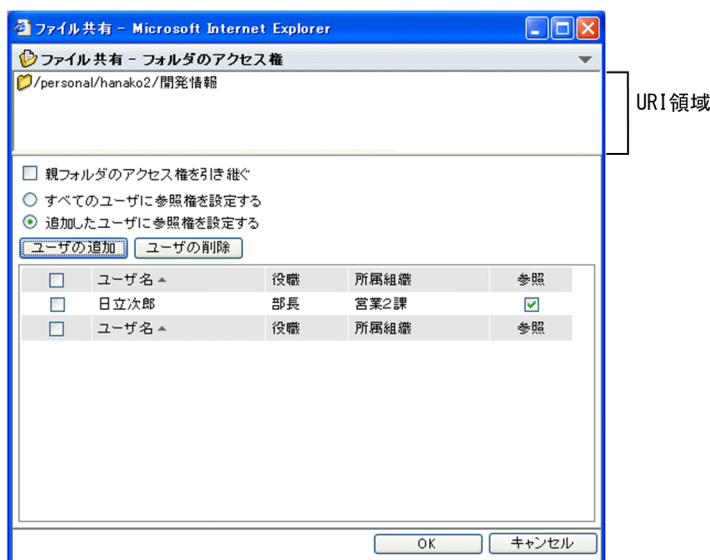 ファイル共有 - Microsoft Internet Explorer
ファイル共有 - フォルダのアクセス権
/personal/hanako2/開発情報
URI領域
親フォルダのアクセス権を引き継ぐ
すべてのユーザに参照権を設定する
追加したユーザに参照権を設定する
ユーザの追加 ユーザの削除
ユーザ名 役職 所属組織 参照
日立次郎 部長 営業2課
ユーザ名 役職 所属組織 参照
OK キャンセル